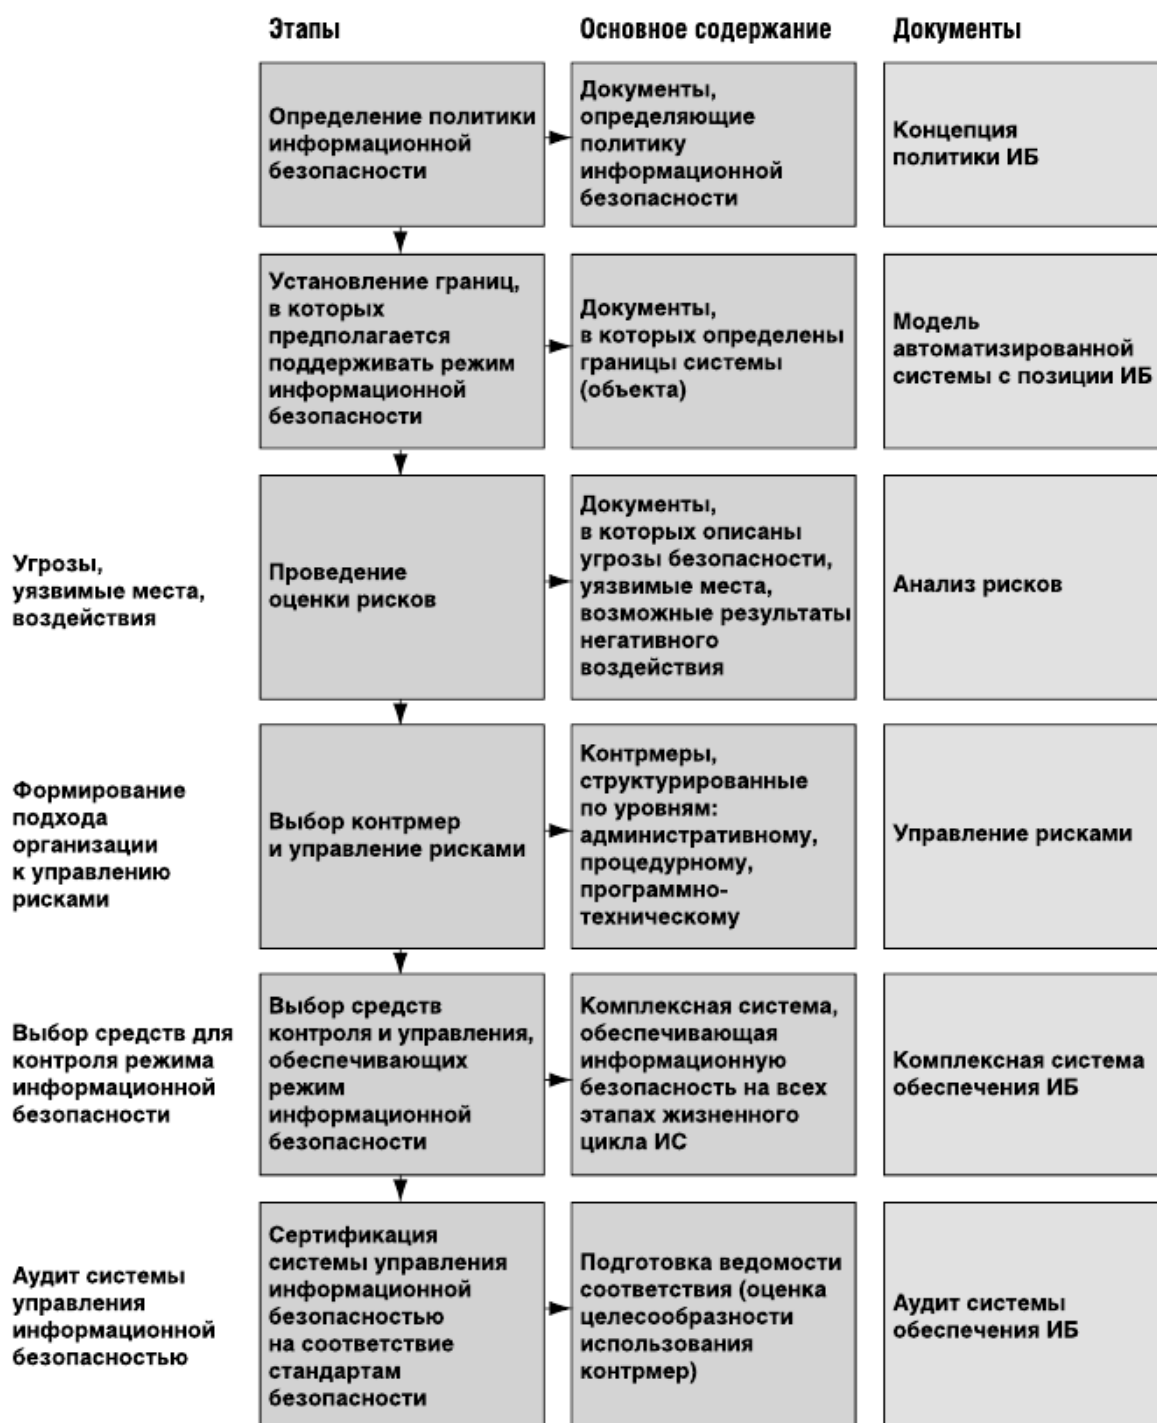 Этапы
Основное содержание
Документы
Определение политики
информационной
безопасности
Документы,
определяющие
политику
информационной
безопасности
Концепция
политики ИБ
Установление границ,
в которых
предполагается
поддерживать режим
информационной
безопасности
Документы,
в которых определены
границы системы
(объекта)
Модель
автоматизированной
системы с позиции ИБ
Угрозы,
уязвимые места,
воздействия
Проведение
оценки рисков
Документы,
в которых описаны
угрозы безопасности,
уязвимые места,
возможные результаты
негативного
воздействия
Анализ рисков
Формирование
подхода
организации
к управлению
рисками
Выбор контрмер
и управление рисками
Контрмеры,
структурированные
по уровням:
административному,
процедурному,
программно-
техническому
Управление рисками
Выбор средств для
контроля режима
информационной
безопасности
Выбор средств
контроля и управления,
обеспечивающих
режим
информационной
безопасности
Комплексная система,
обеспечивающая
информационную
безопасность на всех
этапах жизненного
цикла ИС
Комплексная система
обеспечения ИБ
Аудит системы
управления
информационной
безопасностью
Сертификация
системы управления
информационной
безопасностью
на соответствие
стандартам
безопасности
Подготовка ведомости
соответствия (оценка
целесообразности
использования
контрмер)
Аудит системы
обеспечения ИБ